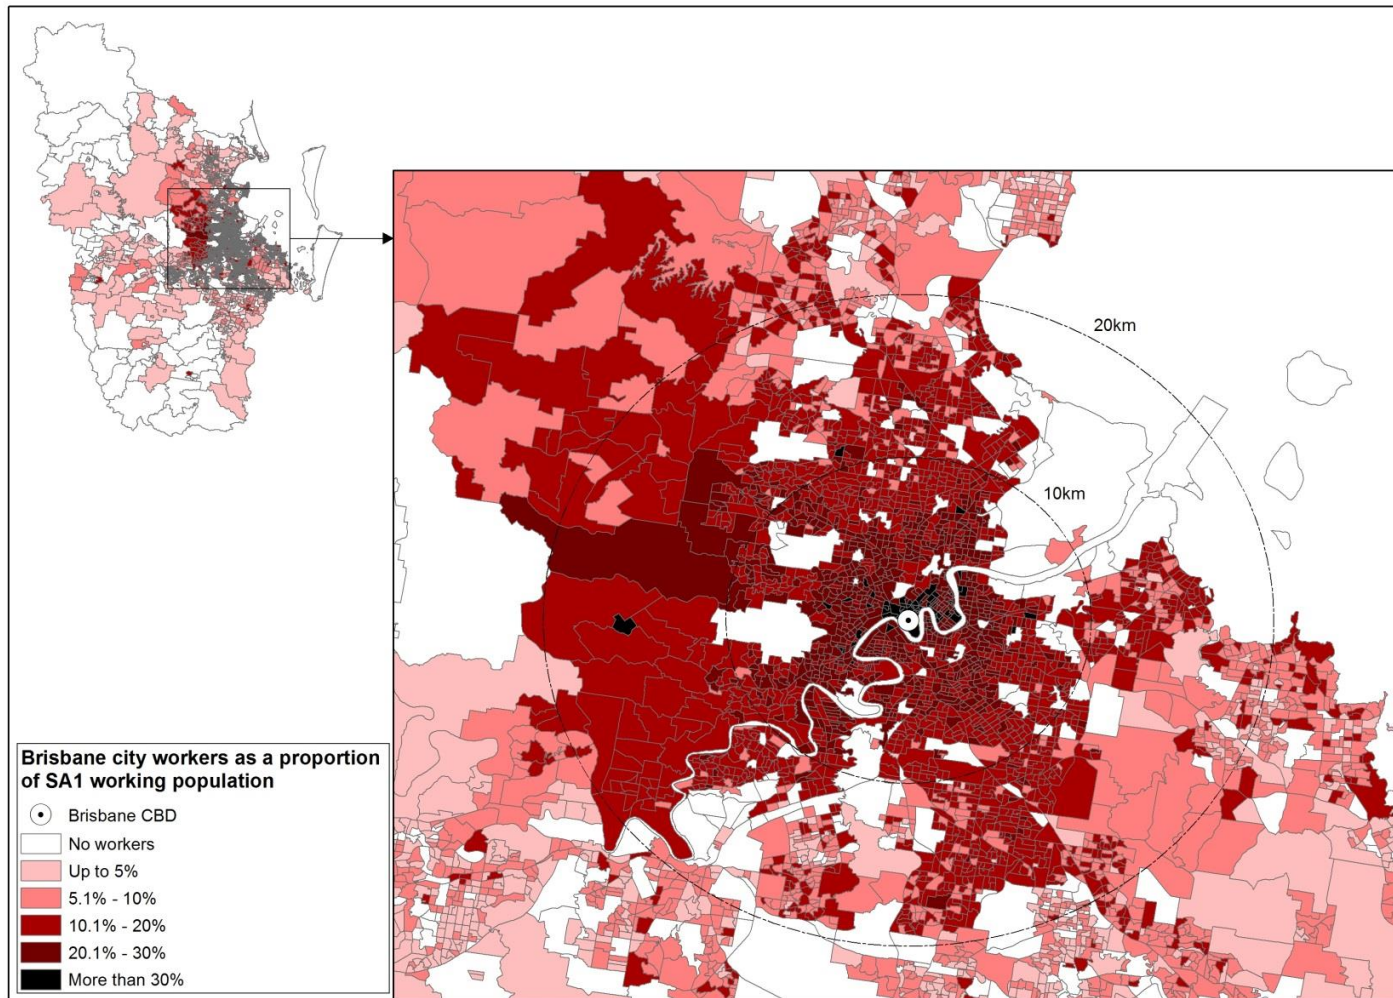 20km
10km
Brisbane city workers as a proportion
of SA1 working population
Brisbane CBD
No workers
Up to 5%
5.1% - 10%
10.1% - 20%
20.1% - 30%
More than 30%